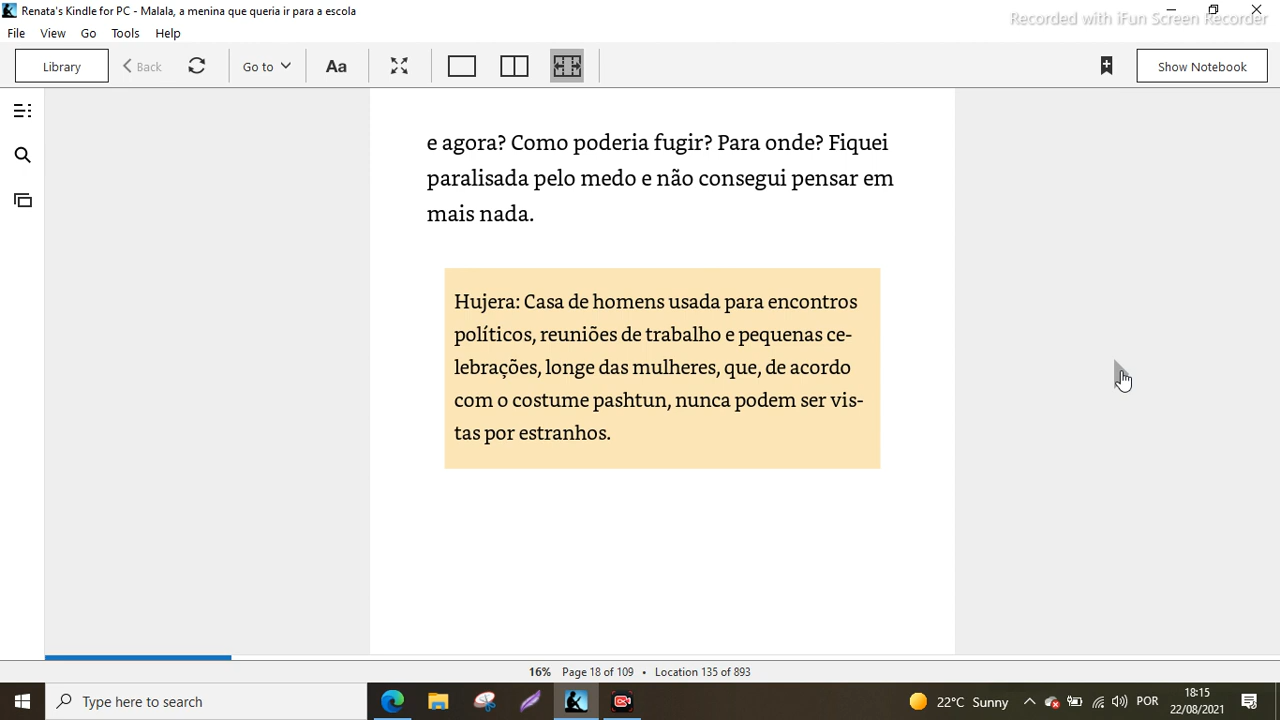 Renata's Kindle for PC - Malala, a menina que queria ir para a escola
Recorded with iFun Screen Recorder
File View Go Tools Help
Library Back Go to Aa Show Notebook
e agora? Como poderia fugir? Para onde? Fiquei
paralisada pelo medo e não consegui pensar em
mais nada.
Hujera: Casa de homens usada para encontros
políticos, reuniões de trabalho e pequenas ce-
lebrações, longe das mulheres, que, de acordo
com o costume pashtun, nunca podem ser vis-
tas por estranhos.
16% Page 18 of 109 • Location 135 of 893
Type here to search
22°C Sunny
POR
18:15
22/08/2021